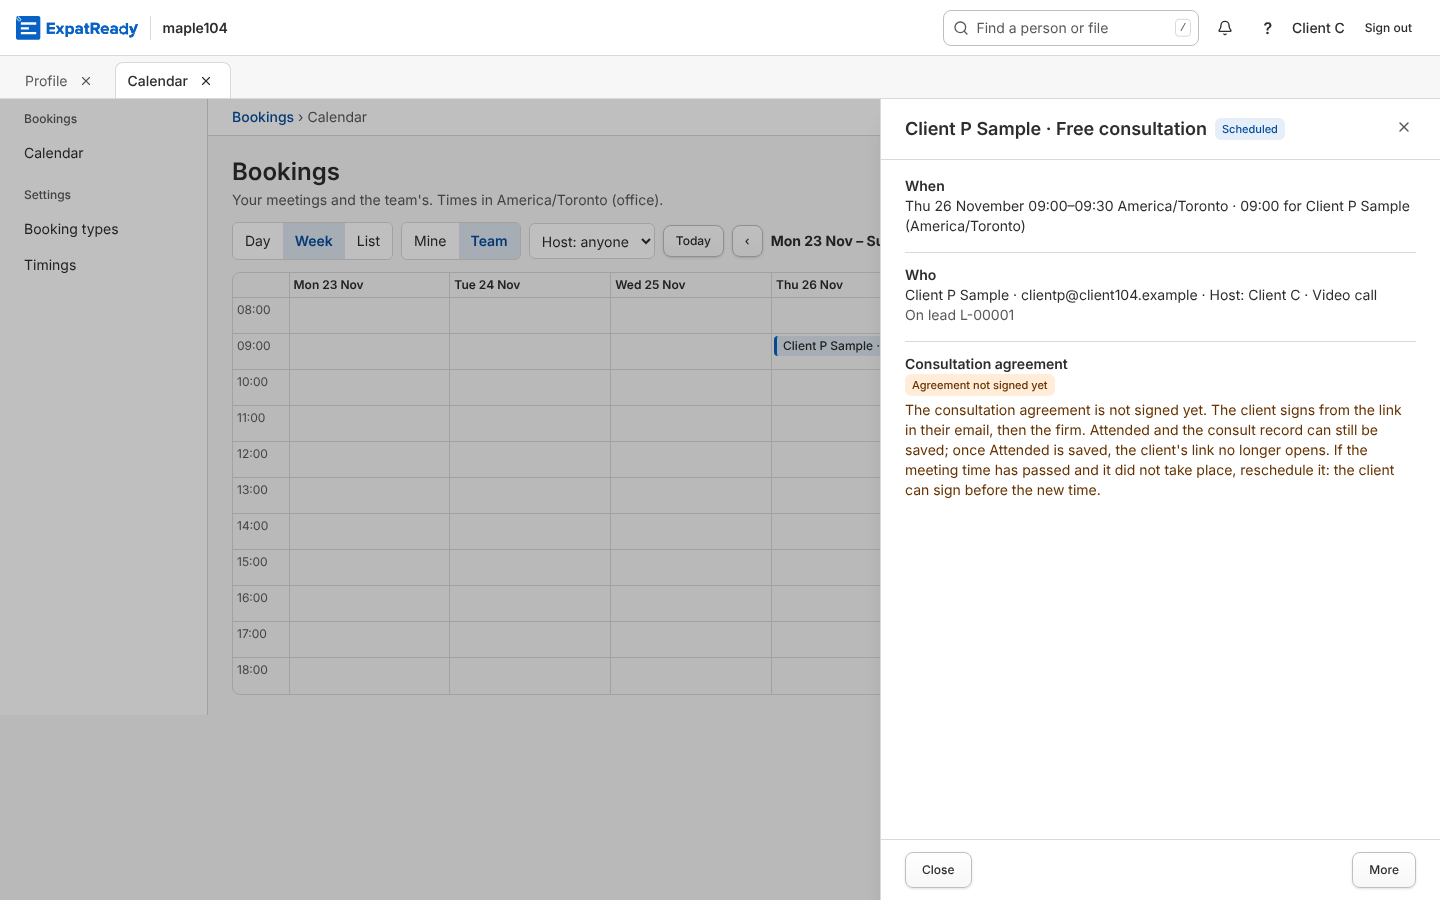 ExpatReady
maple104
Find a person or file
/
?
Client C
Sign out
Profile
Calendar
Bookings
Calendar
Settings
Booking types
Timings
Bookings › Calendar
Bookings
Your meetings and the team's. Times in America/Toronto (office).
Day
Week
List
Mine
Team
Host: anyone
Today
‹
Mon 23 Nov – Su
Mon 23 Nov
Tue 24 Nov
Wed 25 Nov
Thu 26 Nov
08:00
09:00
Client P Sample ·
10:00
11:00
12:00
13:00
14:00
15:00
16:00
17:00
18:00
Client P Sample · Free consultation
Scheduled
When
Thu 26 November 09:00–09:30 America/Toronto · 09:00 for Client P Sample
(America/Toronto)
Who
Client P Sample · clientp@client104.example · Host: Client C · Video call
On lead L-00001
Consultation agreement
Agreement not signed yet
The consultation agreement is not signed yet. The client signs from the link
in their email, then the firm. Attended and the consult record can still be
saved; once Attended is saved, the client's link no longer opens. If the
meeting time has passed and it did not take place, reschedule it: the client
can sign before the new time.
Close
More